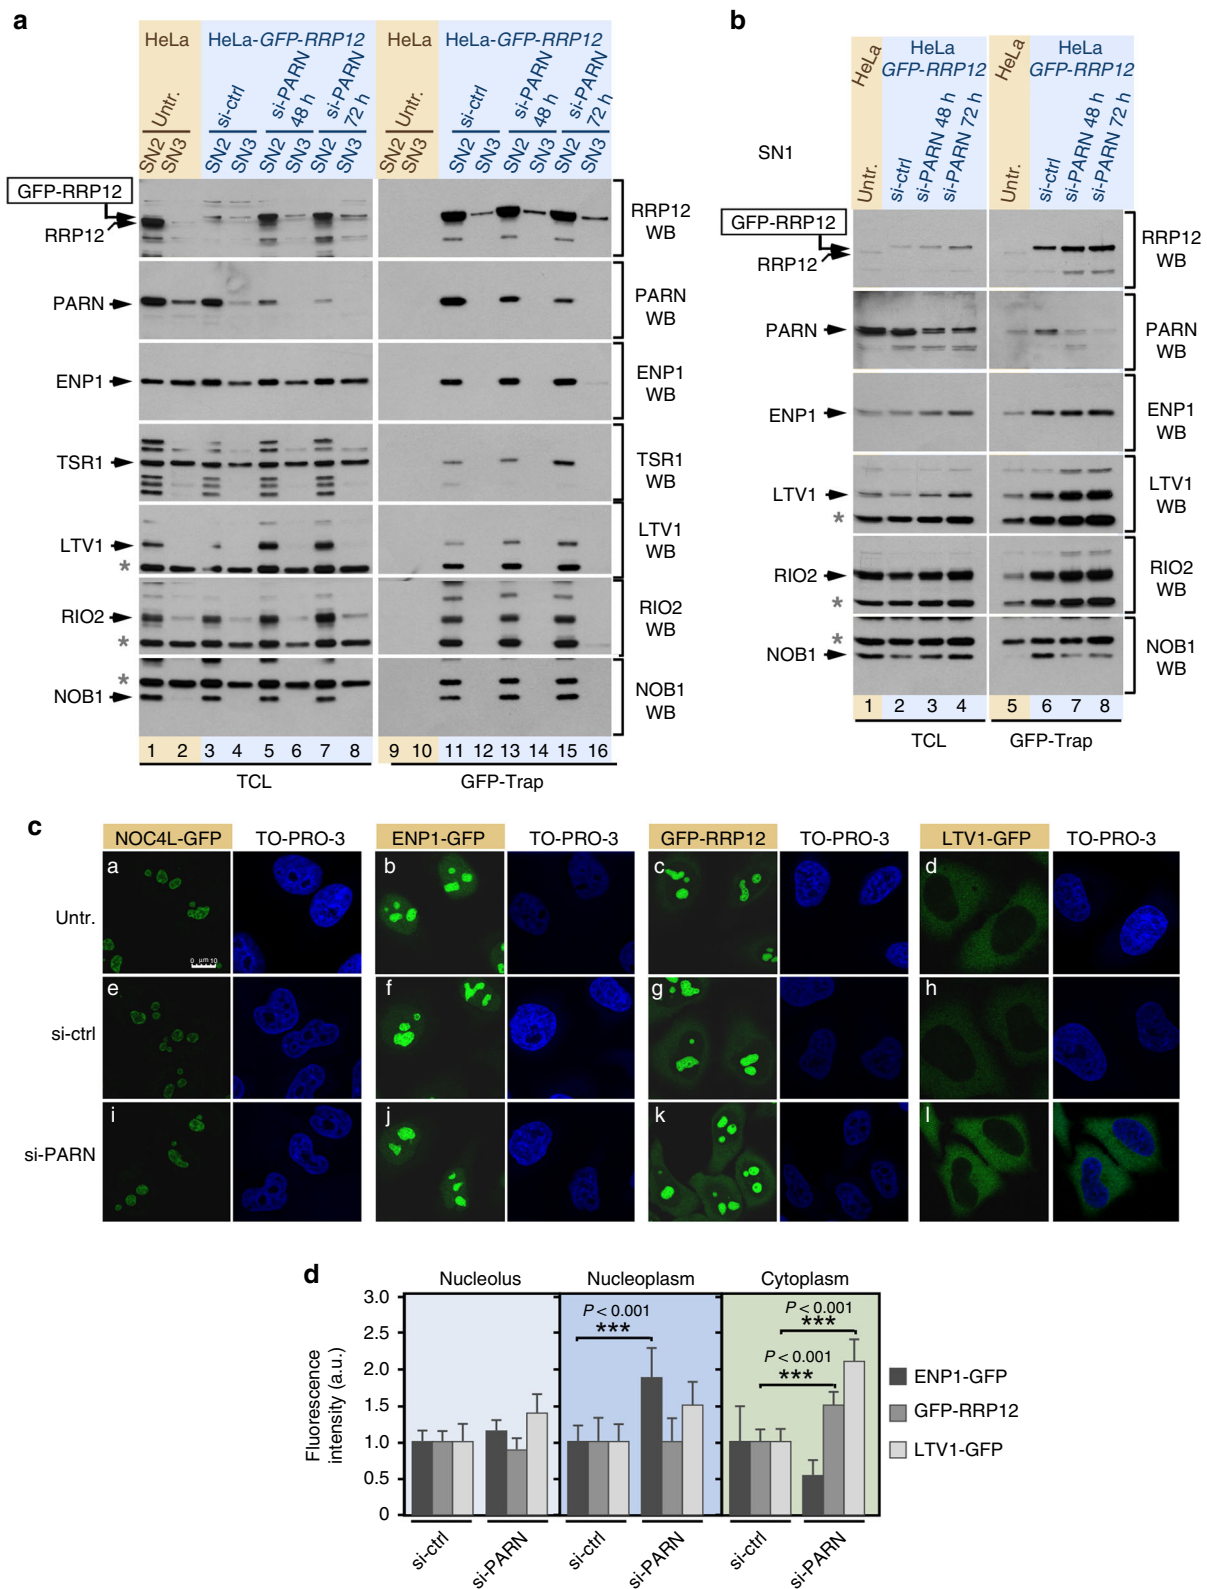 a
HeLa HeLa-GFP-RRP12 HeLa HeLa-GFP-RRP12
Untr. si-ctrl si-PARN 48 h si-PARN 72 h Untr. si-ctrl si-PARN 48 h si-PARN 72 h
SN2 SN3 SN2 SN3 SN2 SN3 SN2 SN3 SN2 SN3 SN2 SN3 SN2 SN3 SN2 SN3
GFP-RRP12
RRP12
RRP12 WB
PARN
PARN WB
ENP1
ENP1 WB
TSR1
TSR1 WB
LTV1
*
LTV1 WB
RIO2
*
RIO2 WB
*
NOB1
NOB1 WB
1 2 3 4 5 6 7 8 9 10 11 12 13 14 15 16
TCL GFP-Trap
b
SN1
HeLa HeLa GFP-RRP12 HeLa HeLa GFP-RRP12
Untr. si-ctrl si-PARN 48 h si-PARN 72 h Untr. si-ctrl si-PARN 48 h si-PARN 72 h
GFP-RRP12
RRP12
RRP12 WB
PARN
PARN WB
ENP1
ENP1 WB
LTV1
*
LTV1 WB
RIO2
*
RIO2 WB
*
NOB1
NOB1 WB
1 2 3 4 5 6 7 8
TCL GFP-Trap
c
NOC4L-GFP TO-PRO-3 ENP1-GFP TO-PRO-3 GFP-RRP12 TO-PRO-3 LTV1-GFP TO-PRO-3
Untr.
a b c d
0 µm 10
si-ctrl
e f g h
si-PARN
i j k l
d
Nucleolus Nucleoplasm Cytoplasm
Fluorescence intensity (a.u.)
3.0
2.5
2.0
1.5
1.0
0.5
0
P < 0.001
***
P < 0.001
***
P < 0.001
***
si-ctrl si-PARN si-ctrl si-PARN si-ctrl si-PARN
ENP1-GFP
GFP-RRP12
LTV1-GFP